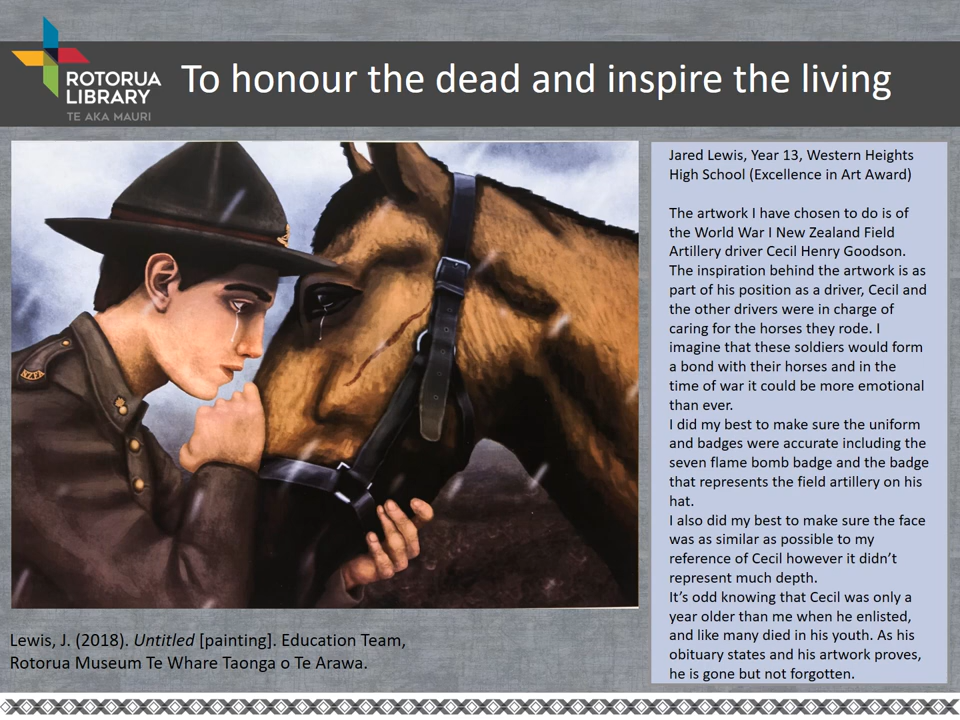 ROTORUA
LIBRARY
TE AKA MAURI
To honour the dead and inspire the living
NZFA
Jared Lewis, Year 13, Western Heights
High School (Excellence in Art Award)
The artwork I have chosen to do is of
the World War I New Zealand Field
Artillery driver Cecil Henry Goodson.
The inspiration behind the artwork is as
part of his position as a driver, Cecil and
the other drivers were in charge of
caring for the horses they rode. I
imagine that these soldiers would form
a bond with their horses and in the
time of war it could be more emotional
than ever.
I did my best to make sure the uniform
and badges were accurate including the
seven flame bomb badge and the badge
that represents the field artillery on his
hat.
I also did my best to make sure the face
was as similar as possible to my
reference of Cecil however it didn’t
represent much depth.
It’s odd knowing that Cecil was only a
year older than me when he enlisted,
and like many died in his youth. As his
obituary states and his artwork proves,
he is gone but not forgotten.
Lewis, J. (2018). Untitled [painting]. Education Team,
Rotorua Museum Te Whare Taonga o Te Arawa.